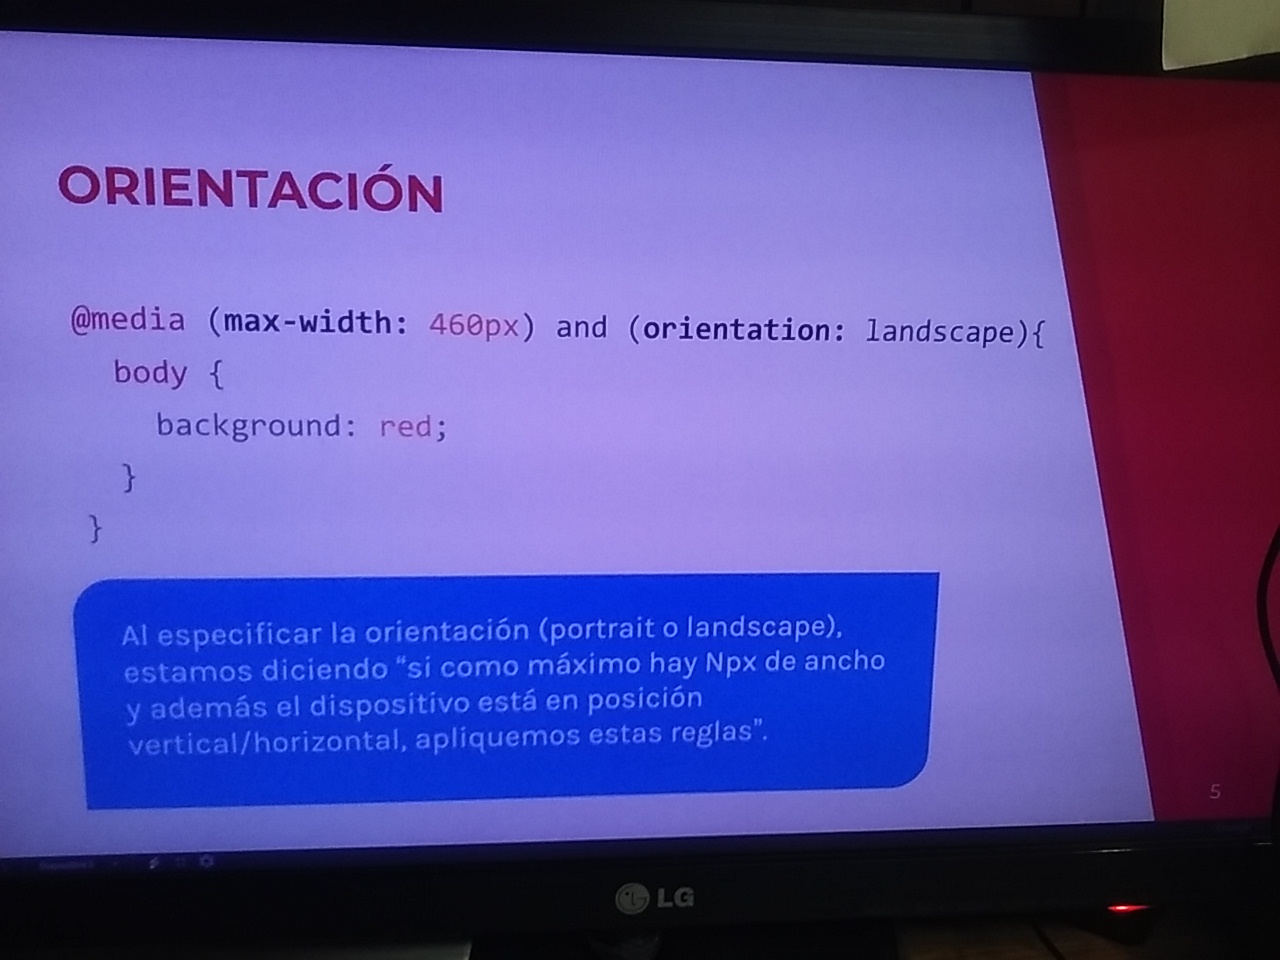 ORIENTACIÓN
@media (max-width: 460px) and (orientation: landscape){
body {
background: red;
}
}
Al especificar la orientación (portrait o landscape),
estamos diciendo “si como máximo hay Npx de ancho
y además el dispositivo está en posición
vertical/horizontal, apliquemos estas reglas”.
5
LG